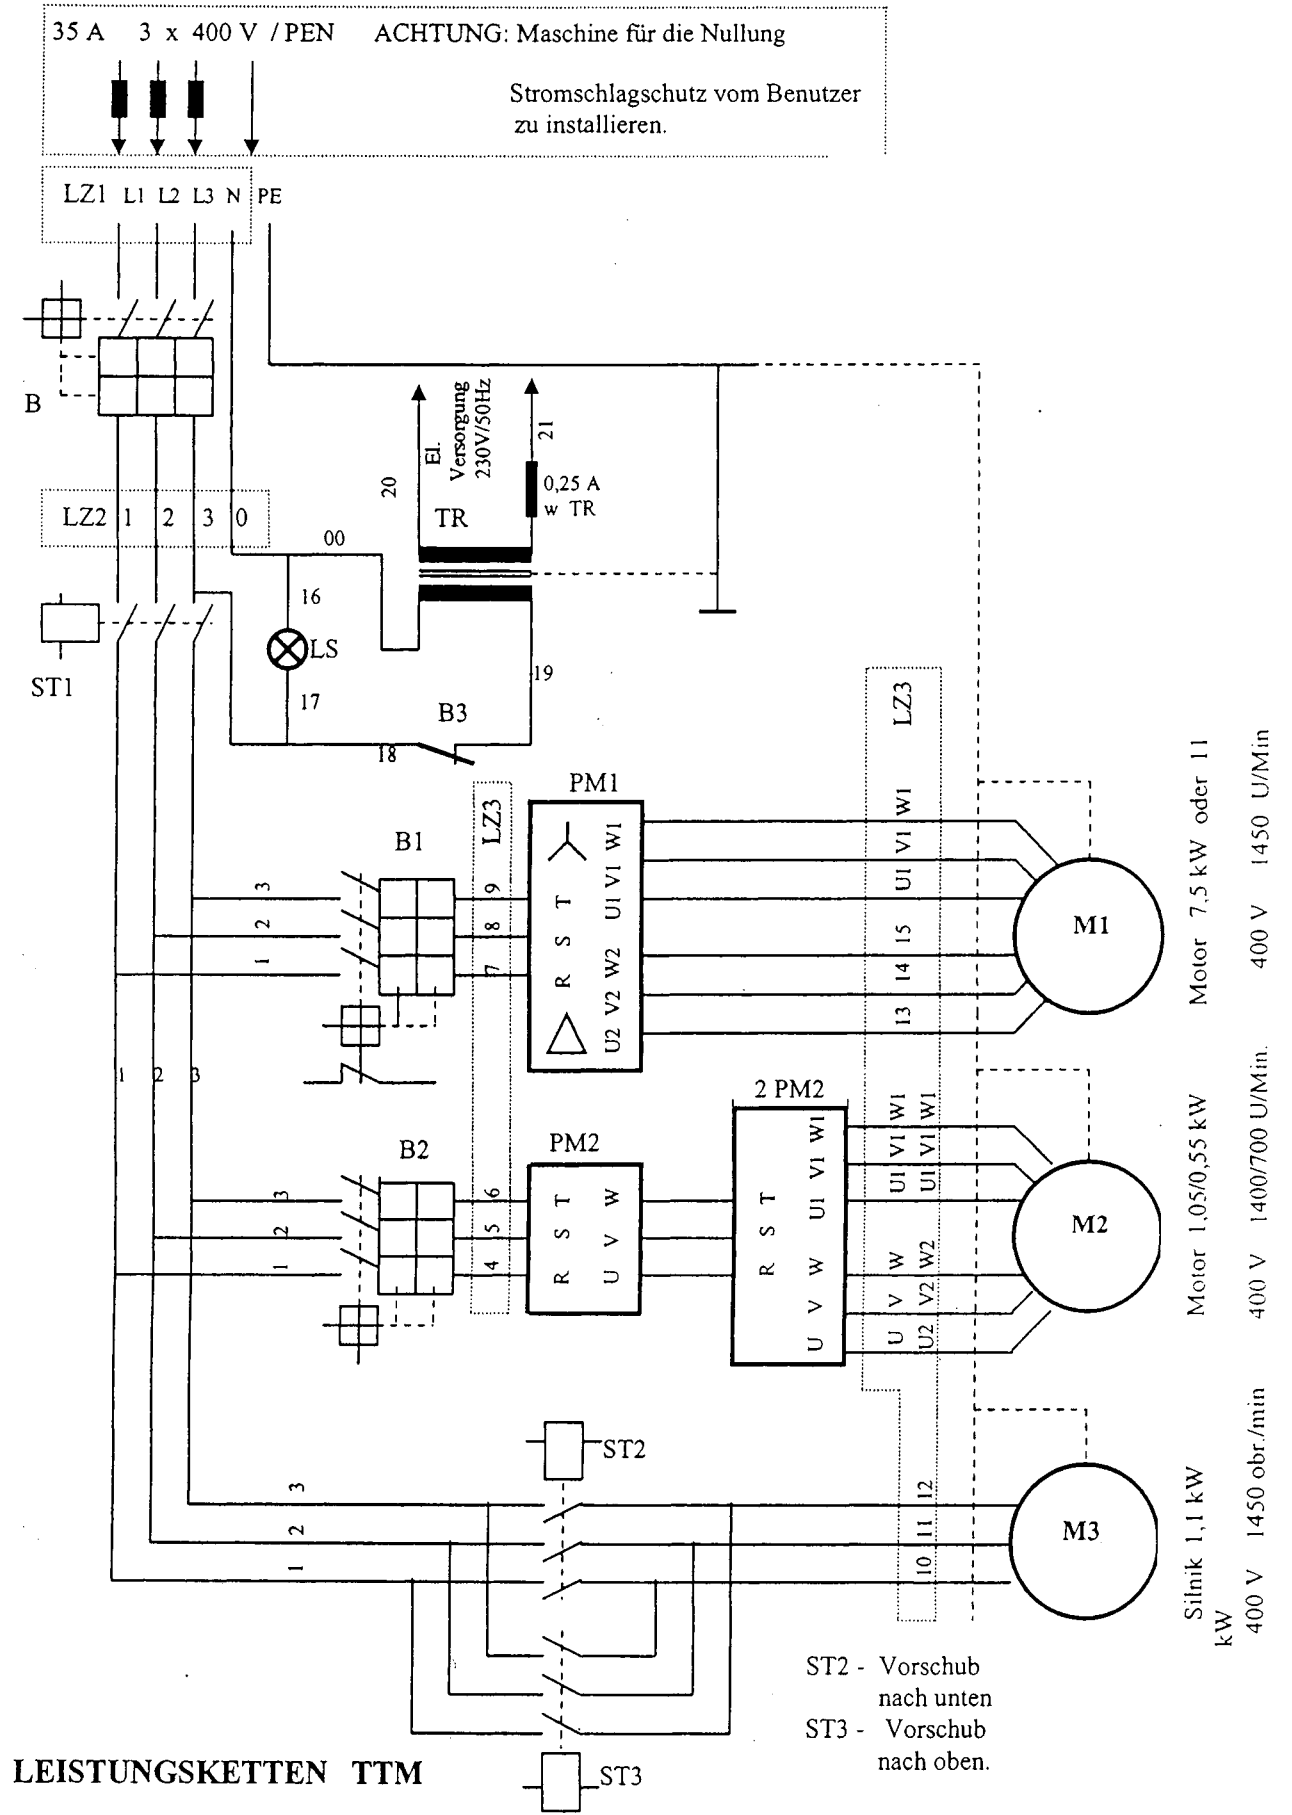 35 A 3 x 400 V / PEN ACHTUNG: Maschine für die Nullung
Stromschlagschutz vom Benutzer
zu installieren.
LZ1 L1 L2 L3 N PE
B
LZ2 1 2 3 0
00
20
El.
Versorgung
230V/50Hz
21
0,25 A
w TR
TR
16
LS
17
ST1
19
B3
18
LZ3
PM1
LZ3
B1
3
2
1
9
8
7
R S T
U2 V2 W2 U1 V1 W1
W1
V1
U1
15
14
13
M1
Motor 7,5 kW oder 11
400 V 1450 U/Min
1 2 3
B2
3
2
1
6
5
4
PM2
R S T
U V W
2 PM2
R S T
U V W U1 V1 W1
W1 W1
V1 V1
U1 U1
W W2
V V2
U U2
M2
Motor 1,05/0,55 kW
400 V 1400/700 U/Min.
ST2
3
2
1
12
11
10
M3
Silnik 1,1 kW
kW
400 V 1450 obr./min
ST2 - Vorschub
nach unten
ST3 - Vorschub
nach oben.
ST3
LEISTUNGSKETTEN TTM